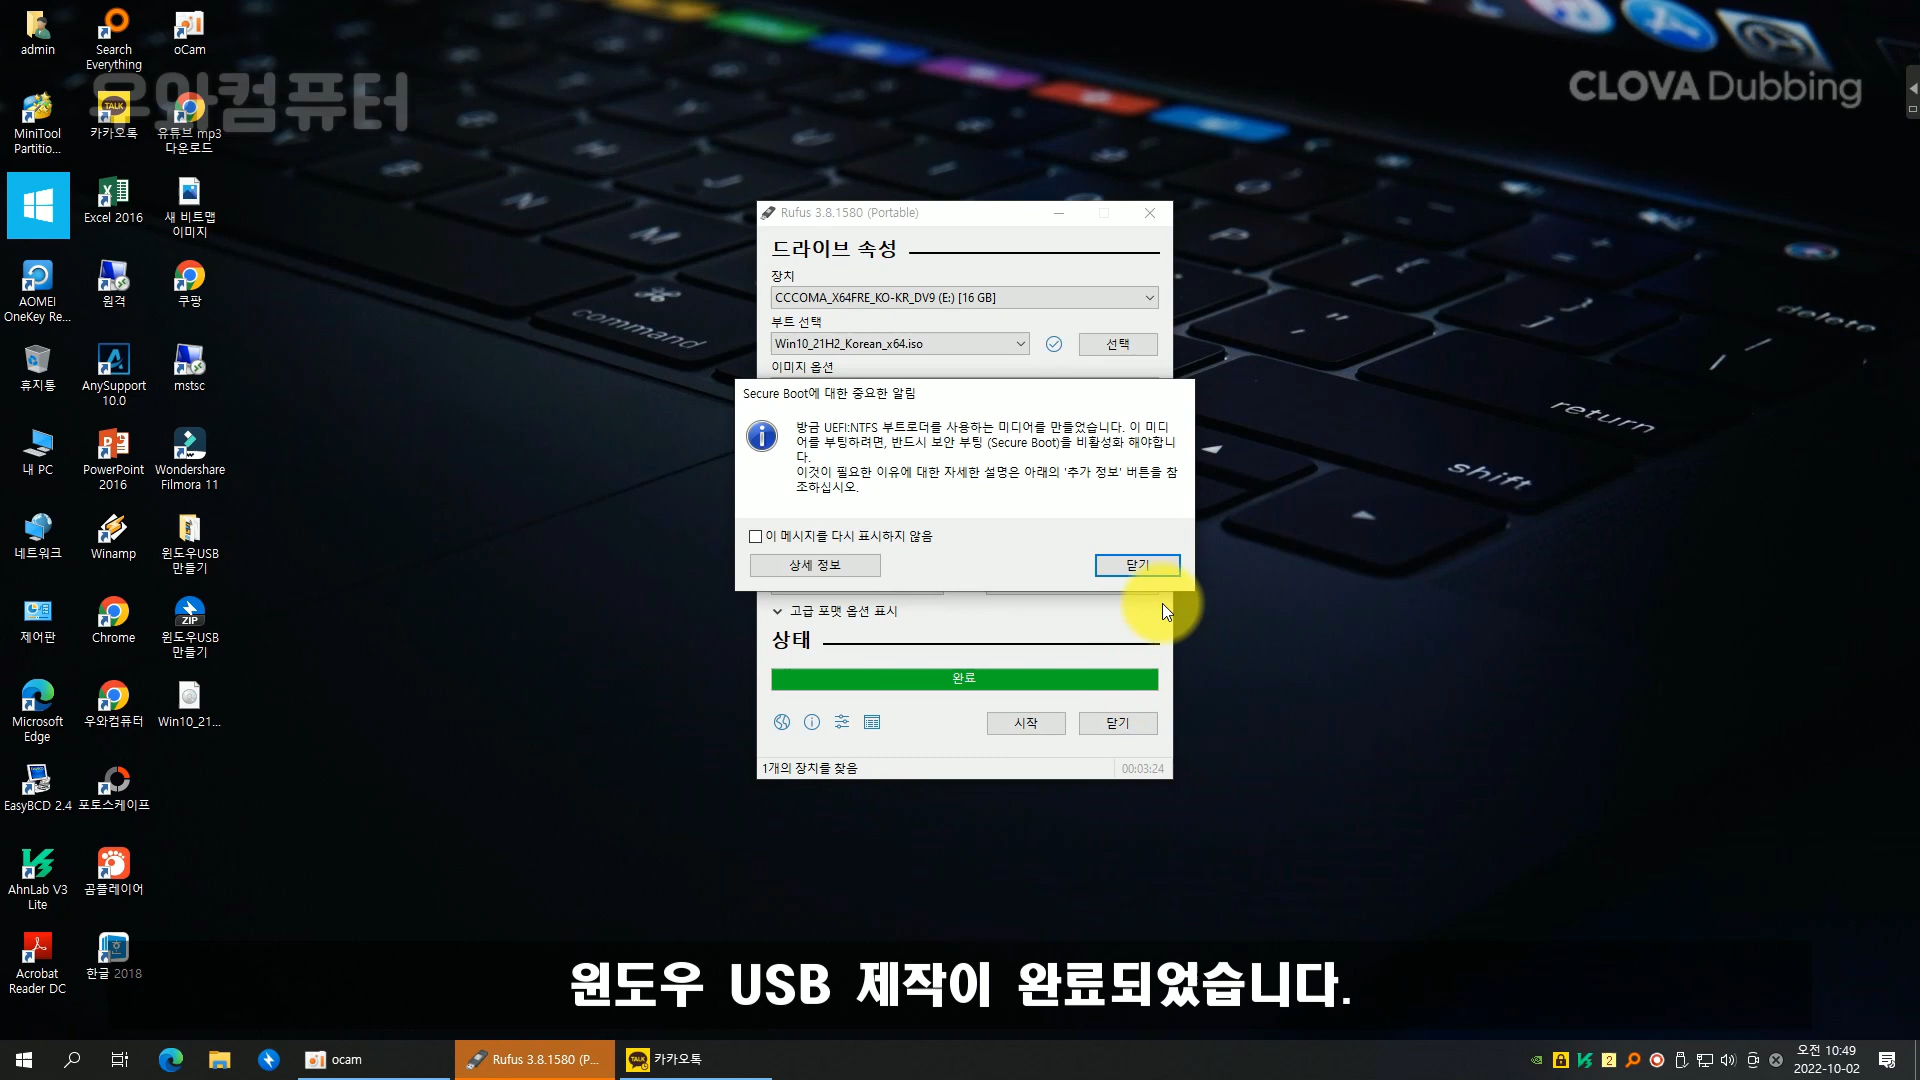 admin
Search
Everything
oCam
우와컴퓨터
CLOVA Dubbing
MiniTool
Partitio...
카카오톡
유튜브 mp3
다운로드
Excel 2016
새 비트맵
이미지
AOMEI
OneKey Re...
원격
쿠팡
휴지통
AnySupport
10.0
mstsc
내 PC
PowerPoint
2016
Wondershare
Filmora 11
네트워크
Winamp
윈도우USB
만들기
제어판
Chrome
ZIP
윈도우USB
만들기
Microsoft
Edge
우와컴퓨터
Win10_21...
EasyBCD 2.4
포토스케이프
AhnLab V3
Lite
곰플레이어
Acrobat
Reader DC
한글 2018
Rufus 3.8.1580 (Portable)
드라이브 속성
장치
CCCOMA_X64FRE_KO-KR_DV9 (E:) [16 GB]
부트 선택
Win10_21H2_Korean_x64.iso
선택
이미지 옵션
Secure Boot에 대한 중요한 알림
방금 UEFI:NTFS 부트로더를 사용하는 미디어를 만들었습니다. 이 미디
어를 부팅하려면, 반드시 보안 부팅 (Secure Boot)을 비활성화 해야합니
다.
이것이 필요한 이유에 대한 자세한 설명은 아래의 '추가 정보' 버튼을 참
조하십시오.
이 메시지를 다시 표시하지 않음
상세 정보
닫기
고급 포맷 옵션 표시
상태
완료
시작
닫기
1개의 장치를 찾음
00:03:24
command
delete
return
shift
윈도우 USB 제작이 완료되었습니다.
ocam
Rufus 3.8.1580 (P...
TALK
카카오톡
2
오전 10:49
2022-10-02